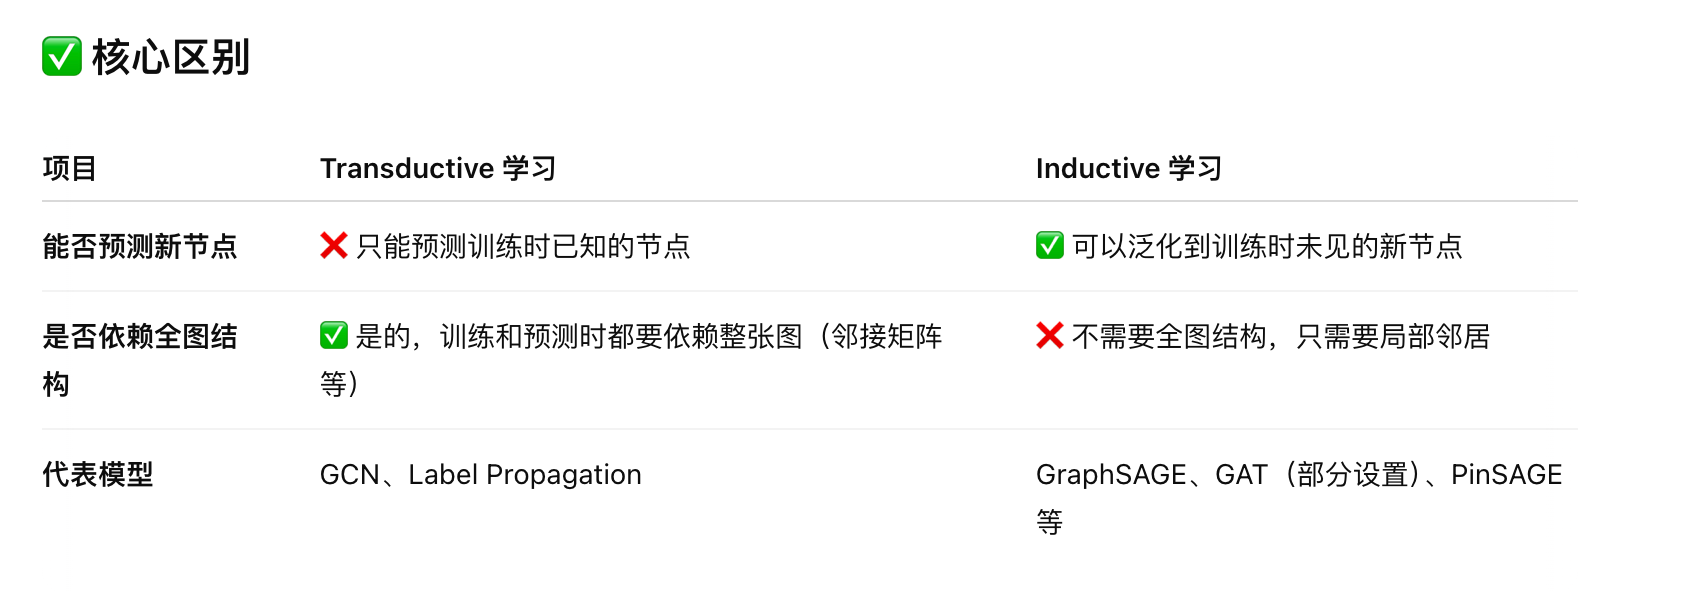 ✅ 核心区别
项目 Transductive 学习 Inductive 学习
能否预测新节点 ❌ 只能预测训练时已知的节点 ✅ 可以泛化到训练时未见的新节点
是否依赖全图结 ✅ 是的，训练和预测时都要依赖整张图（邻接矩阵 ❌ 不需要全图结构，只需要局部邻居
构 等）
代表模型 GCN、Label Propagation GraphSAGE、GAT（部分设置）、PinSAGE
等